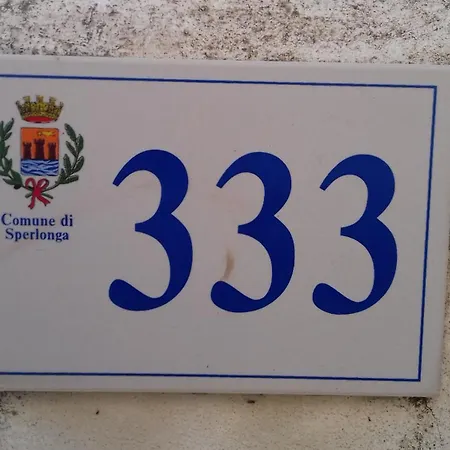 Comune di
Sperlonga
333